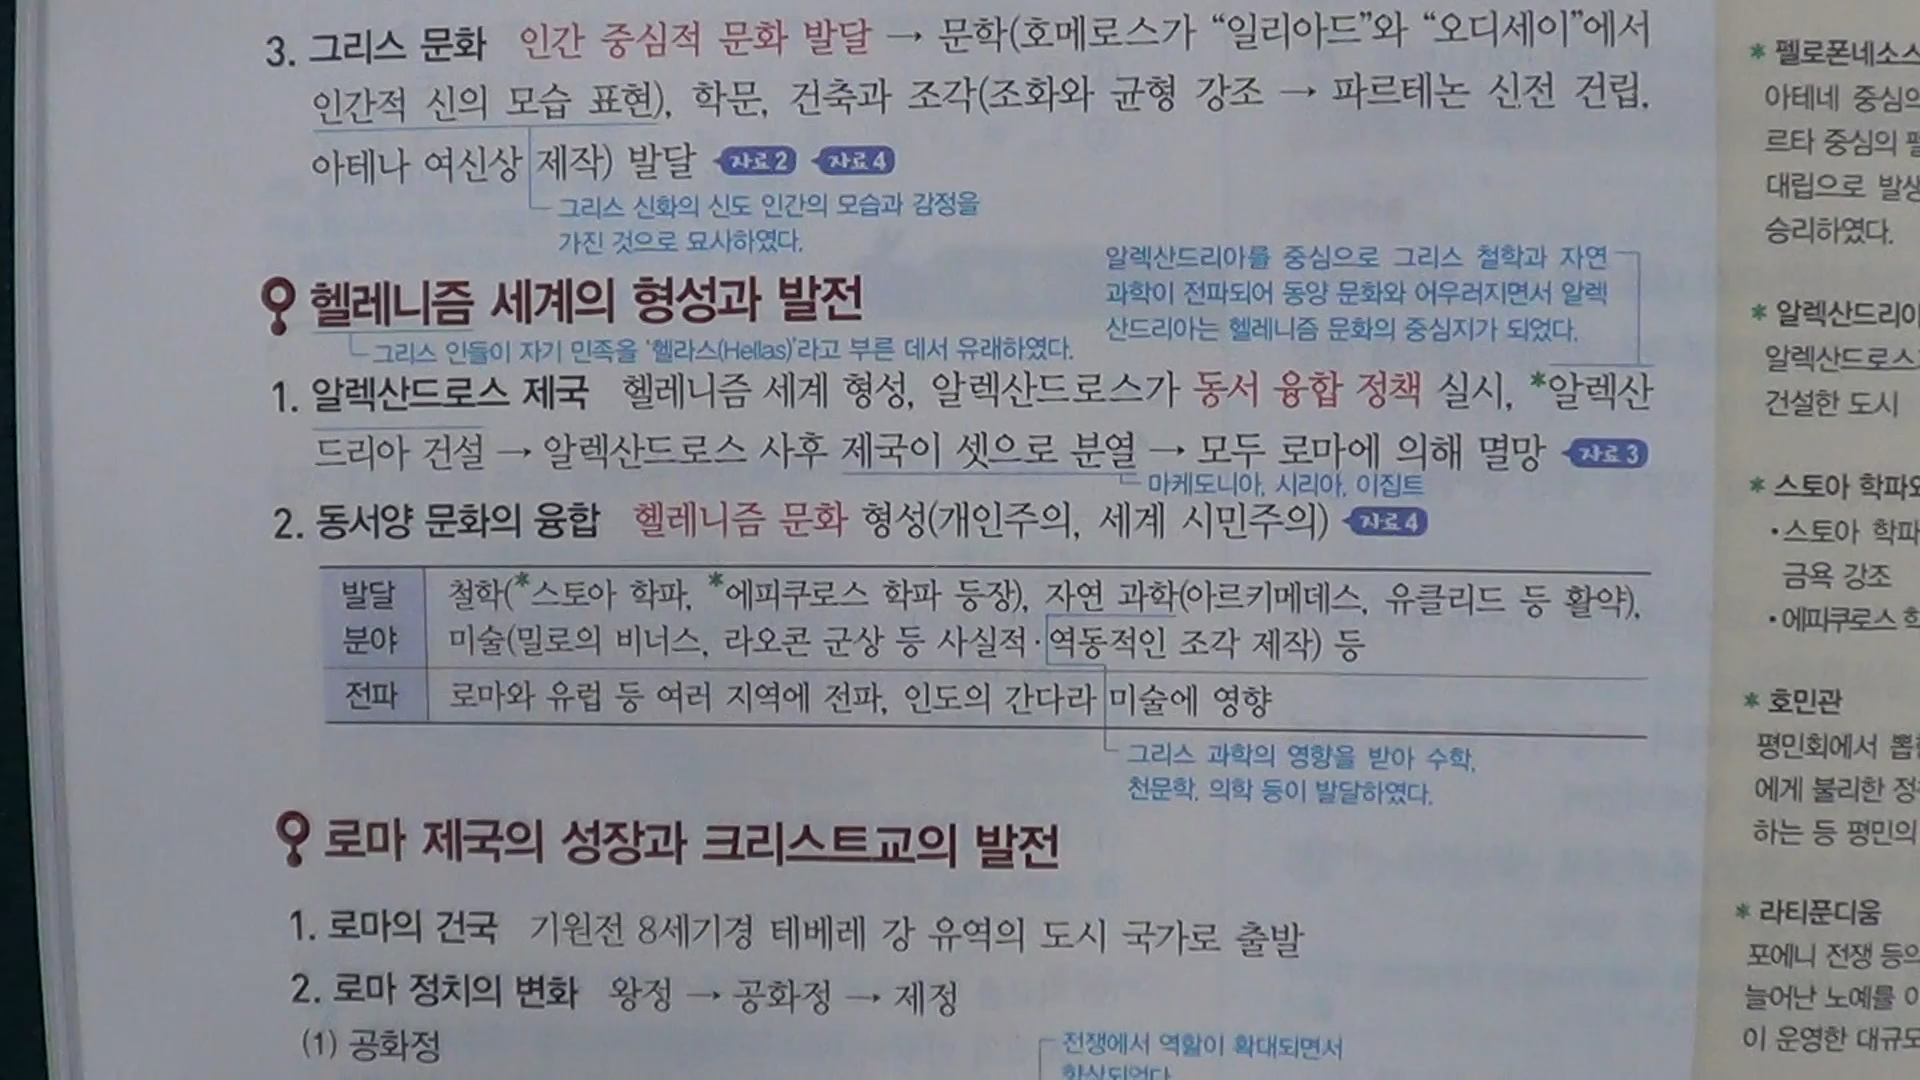 3. 그리스 문화 인간 중심적 문화 발달 → 문학(호메로스가 “일리아드”와 “오디세이”에서
인간적 신의 모습 표현), 학문, 건축과 조각(조화와 균형 강조 → 파르테논 신전 건립,
아테나 여신상 제작) 발달 자료2 자료4
그리스 신화의 신도 인간의 모습과 감정을
가진 것으로 묘사하였다.
헬레니즘 세계의 형성과 발전
그리스 인들이 자기 민족을 ‘헬라스(Hellas)’라고 부른 데서 유래하였다.
알렉산드리아를 중심으로 그리스 철학과 자연
과학이 전파되어 동양 문화와 어우러지면서 알렉
산드리아는 헬레니즘 문화의 중심지가 되었다.
1. 알렉산드로스 제국 헬레니즘 세계 형성, 알렉산드로스가 동서 융합 정책 실시, *알렉산
드리아 건설 → 알렉산드로스 사후 제국이 셋으로 분열 → 모두 로마에 의해 멸망 자료3
마케도니아, 시리아, 이집트
2. 동서양 문화의 융합 헬레니즘 문화 형성(개인주의, 세계 시민주의) 자료4
발달 철학(*스토아 학파, *에피쿠로스 학파 등장), 자연 과학(아르키메데스, 유클리드 등 활약),
분야 미술(밀로의 비너스, 라오콘 군상 등 사실적·역동적인 조각 제작) 등
전파 로마와 유럽 등 여러 지역에 전파, 인도의 간다라 미술에 영향
그리스 과학의 영향을 받아 수학,
천문학, 의학 등이 발달하였다.
로마 제국의 성장과 크리스트교의 발전
1. 로마의 건국 기원전 8세기경 테베레 강 유역의 도시 국가로 출발
2. 로마 정치의 변화 왕정 → 공화정 → 제정
(1) 공화정
전쟁에서 역할이 확대되면서
* 펠로폰네소스
아테네 중심의
르타 중심의
대립으로
승리하였다.
* 알렉산드리아
알렉산드로스
건설한 도시
* 스토아 학파와
·스토아 학파
금욕 강조
·에피쿠로스
* 호민관
평민회에서
에게 불리한
하는 등 평민의
* 라티푼디움
포에니 전쟁 등의
늘어난 노예를
이 운영한